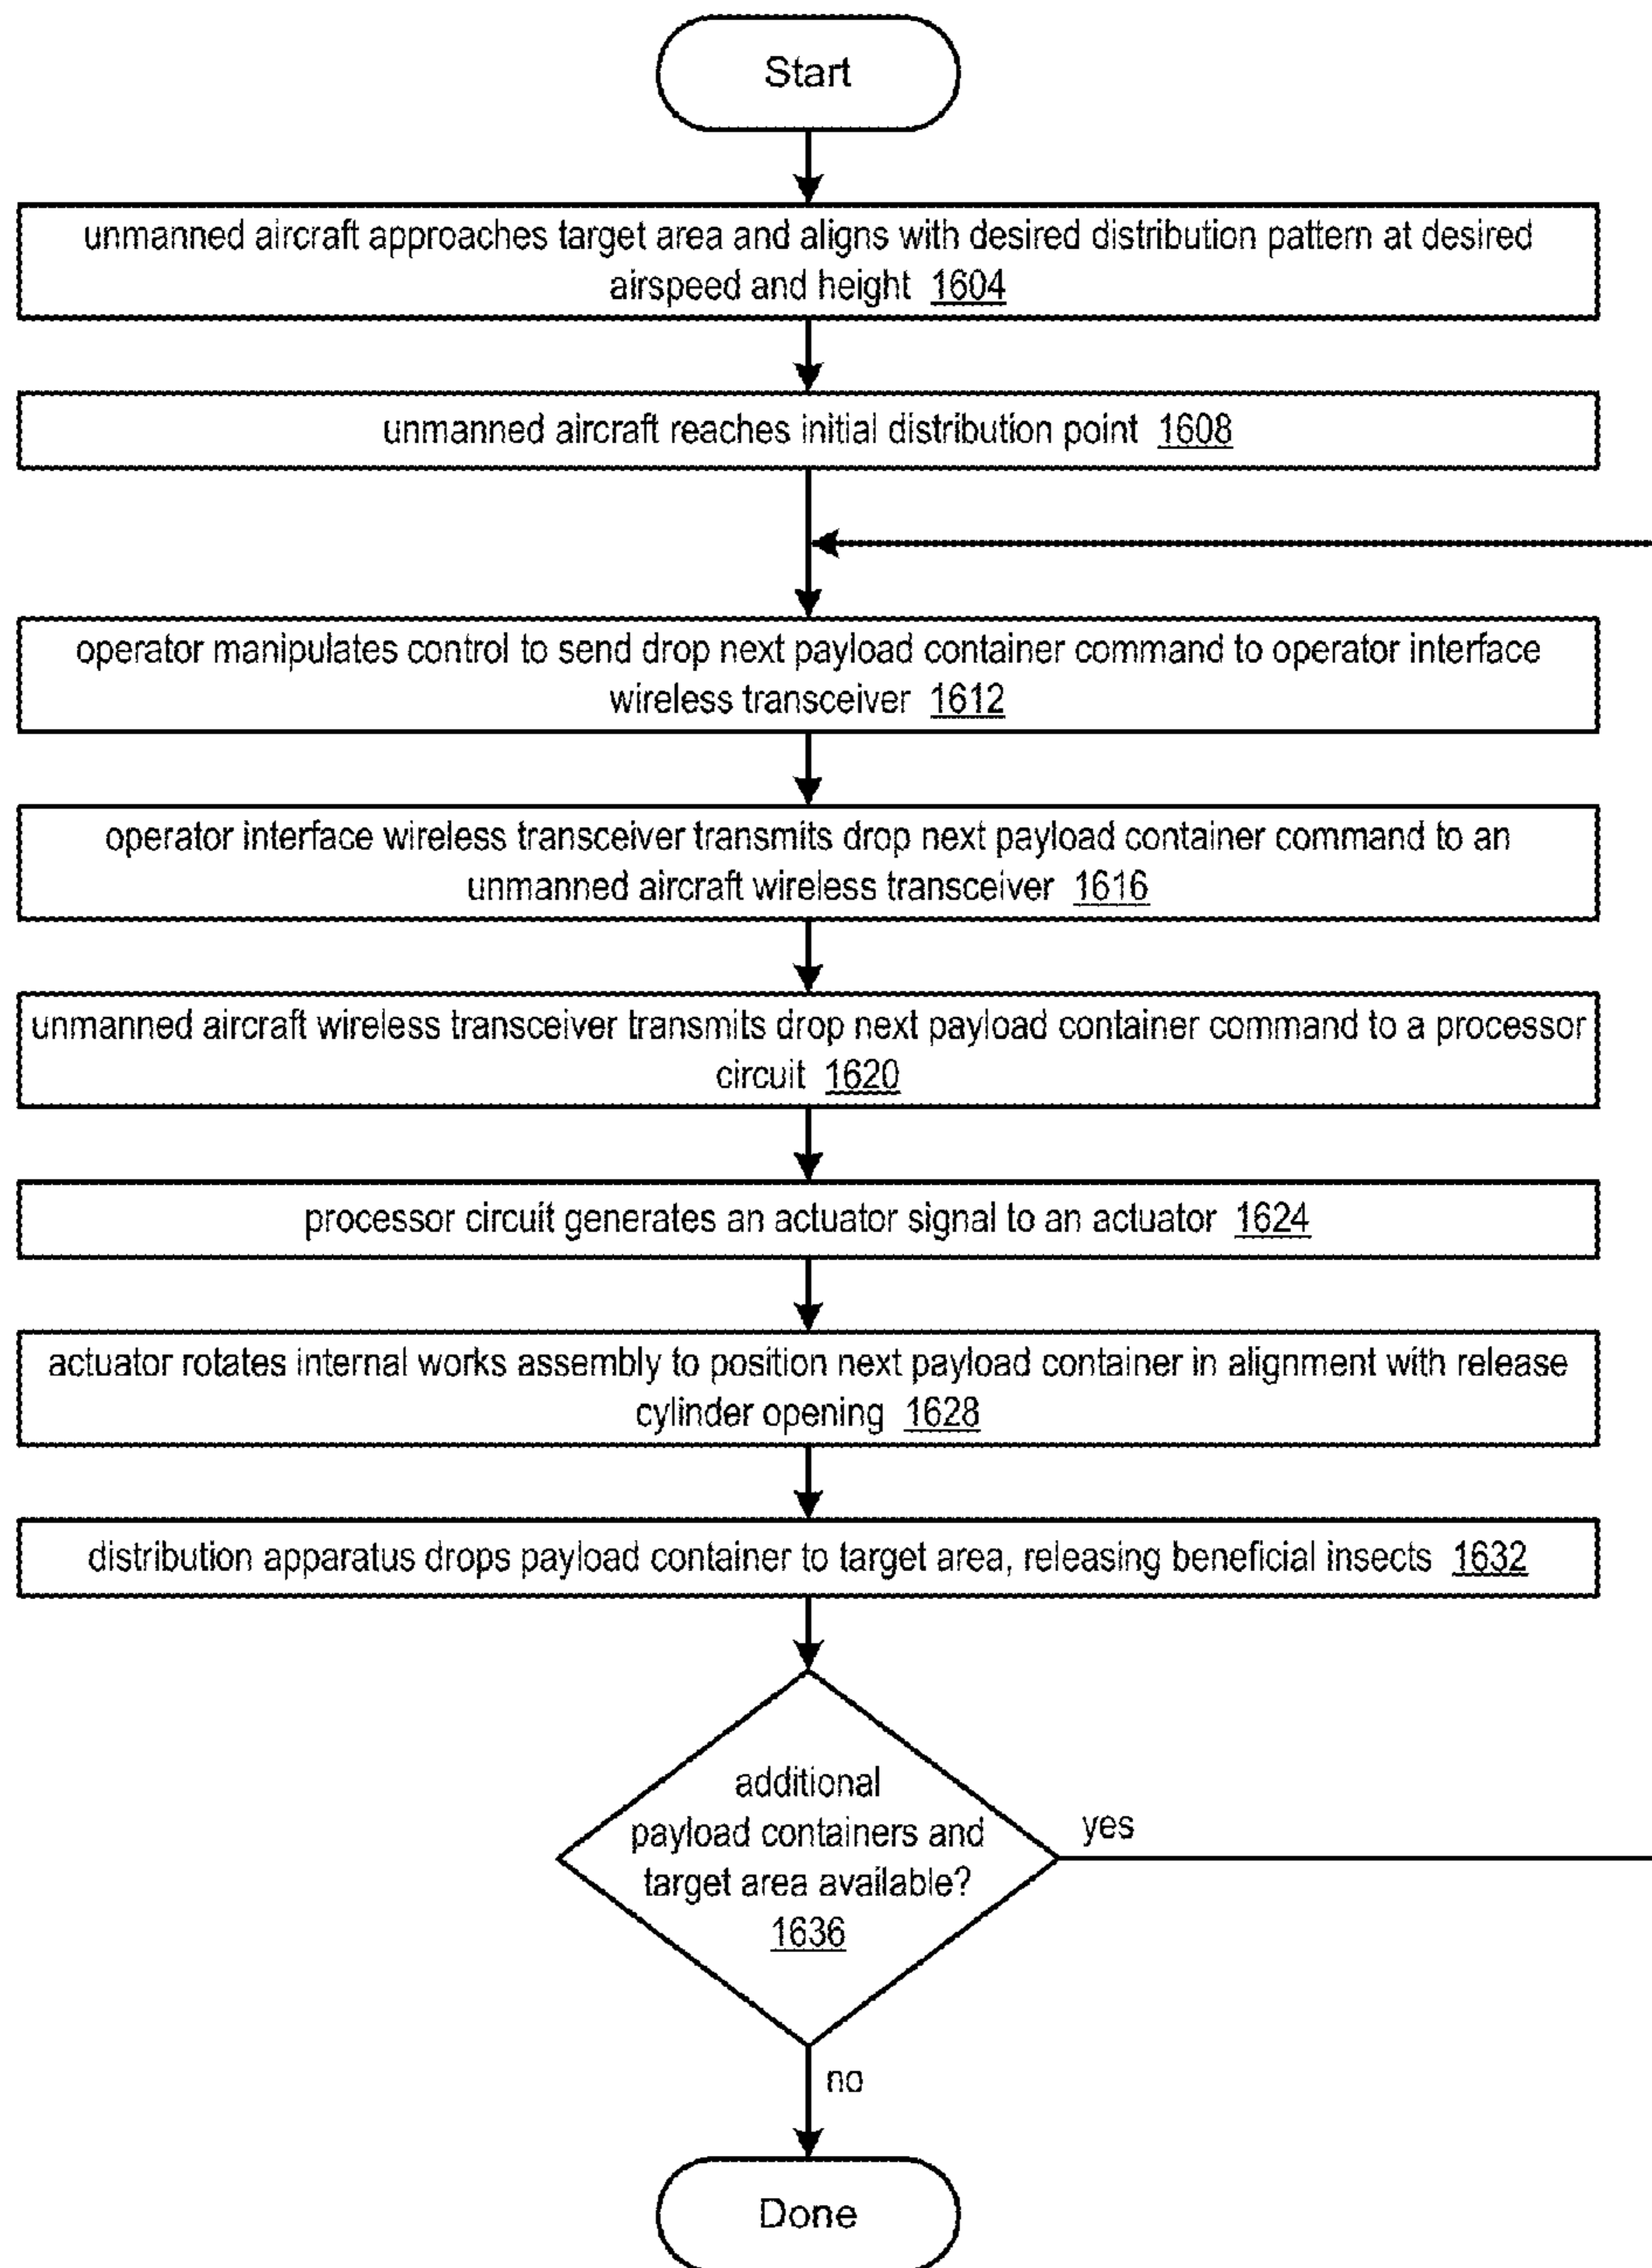 Start
unmanned aircraft approaches target area and aligns with desired distribution pattern at desired
airspeed and height 1604
unmanned aircraft reaches initial distribution point 1608
operator manipulates control to send drop next payload container command to operator interface
wireless transceiver 1612
operator interface wireless transceiver transmits drop next payload container command to an
unmanned aircraft wireless transceiver 1616
unmanned aircraft wireless transceiver transmits drop next payload container command to a processor
circuit 1620
processor circuit generates an actuator signal to an actuator 1624
actuator rotates internal works assembly to position next payload container in alignment with release
cylinder opening 1628
distribution apparatus drops payload container to target area, releasing beneficial insects 1632
additional
payload containers and
target area available?
1636
yes
no
Done